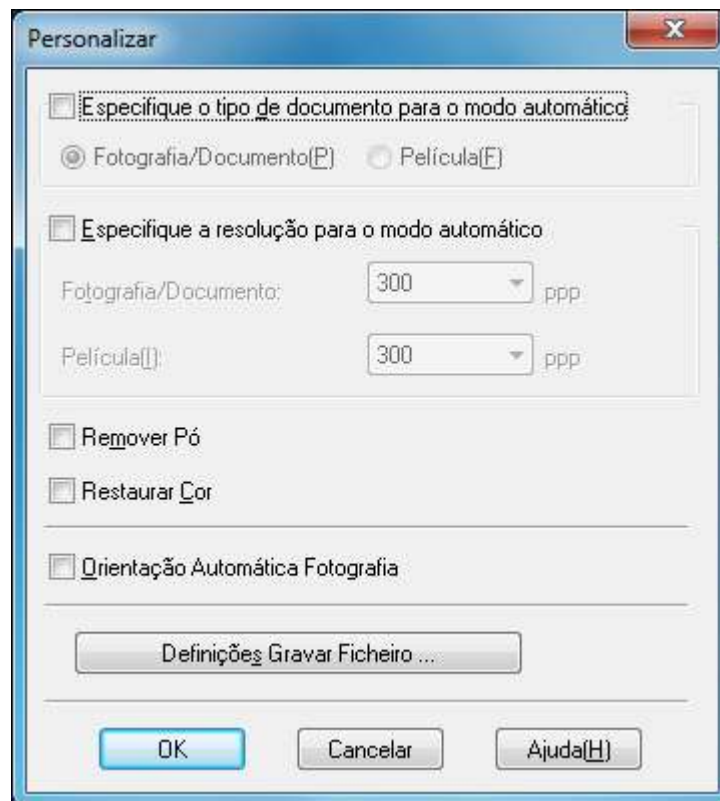 Personalizar
Especifique o tipo de documento para o modo automático
Fotografia/Documento(P) Película(F)
Especifique a resolução para o modo automático
Fotografia/Documento: 300 ppp
Película(I): 300 ppp
Remover Pó
Restaurar Cor
Orientação Automática Fotografia
Definições Gravar Ficheiro ...
OK Cancelar Ajuda(H)